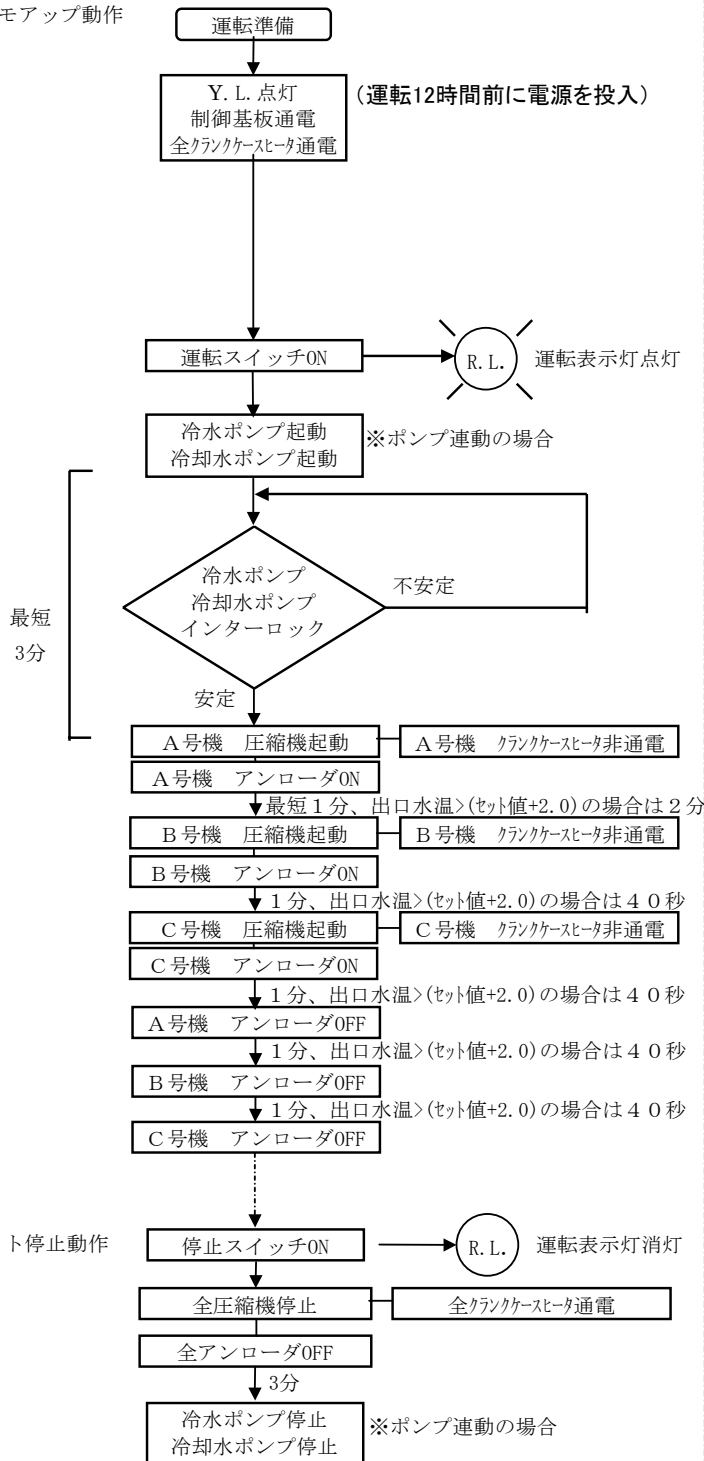 モアップ動作
運転準備
Y.L.点灯
制御基板通電
全クランクケースヒータ通電
(運転12時間前に電源を投入)
運転スイッチON
R.L.
運転表示灯点灯
冷水ポンプ起動
冷却水ポンプ起動
※ポンプ連動の場合
冷水ポンプ
冷却水ポンプ
インターロック
不安定
最短
3分
安定
A号機 圧縮機起動
A号機 クランクケースヒータ非通電
A号機 アンローダON
最短1分、出口水温>(セット値+2.0)の場合は2分
B号機 圧縮機起動
B号機 クランクケースヒータ非通電
B号機 アンローダON
1分、出口水温>(セット値+2.0)の場合は40秒
C号機 圧縮機起動
C号機 クランクケースヒータ非通電
C号機 アンローダON
1分、出口水温>(セット値+2.0)の場合は40秒
A号機 アンローダOFF
1分、出口水温>(セット値+2.0)の場合は40秒
B号機 アンローダOFF
1分、出口水温>(セット値+2.0)の場合は40秒
C号機 アンローダOFF
ト停止動作
停止スイッチON
R.L.
運転表示灯消灯
全圧縮機停止
全クランクケースヒータ通電
全アンローダOFF
3分
冷水ポンプ停止
冷却水ポンプ停止
※ポンプ連動の場合